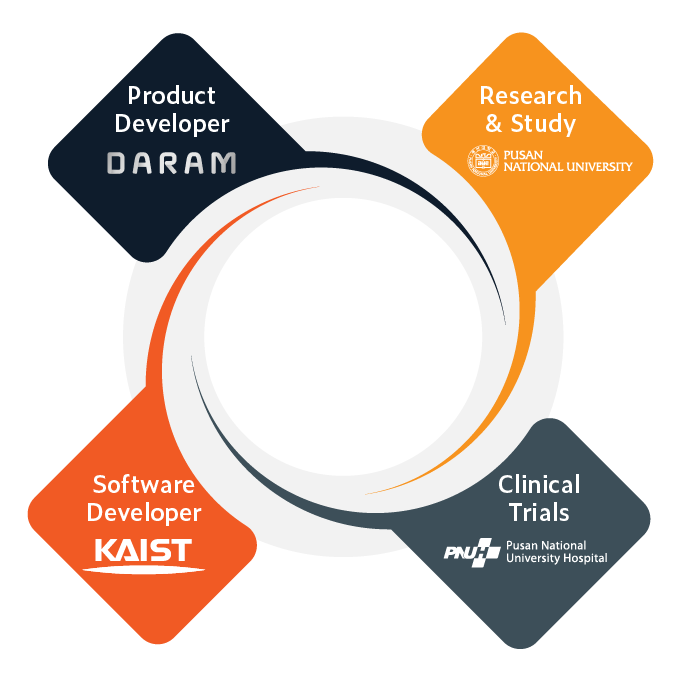 Product
Developer
DARAM
Research
& Study
PUSAN
NATIONAL UNIVERSITY
Software
Developer
KAIST
Clinical
Trials
PNUH
Pusan National
University Hospital